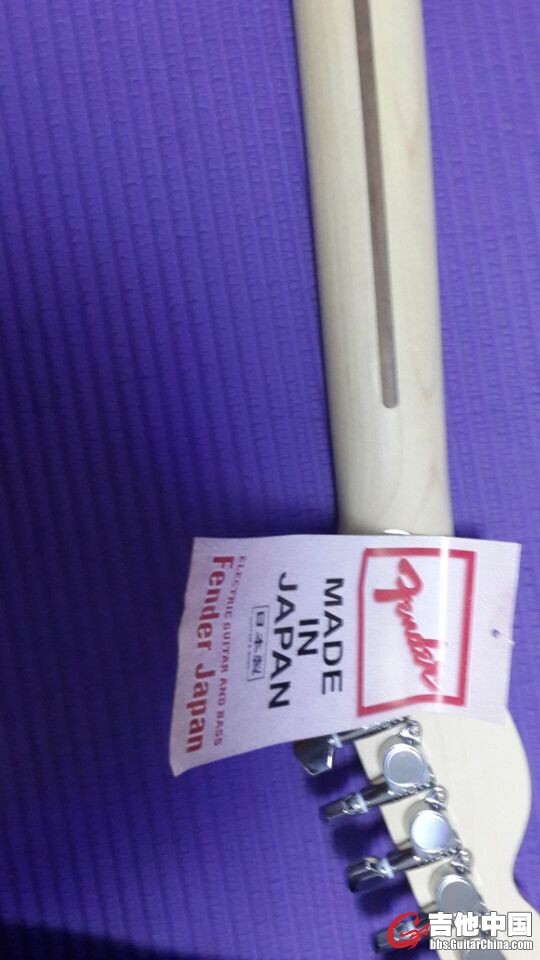 Fender
MADE
IN
JAPAN
日本製
ELECTRIC GUITAR AND BASS
Fender Japan
吉他中国
bbs.GuitarChina.com